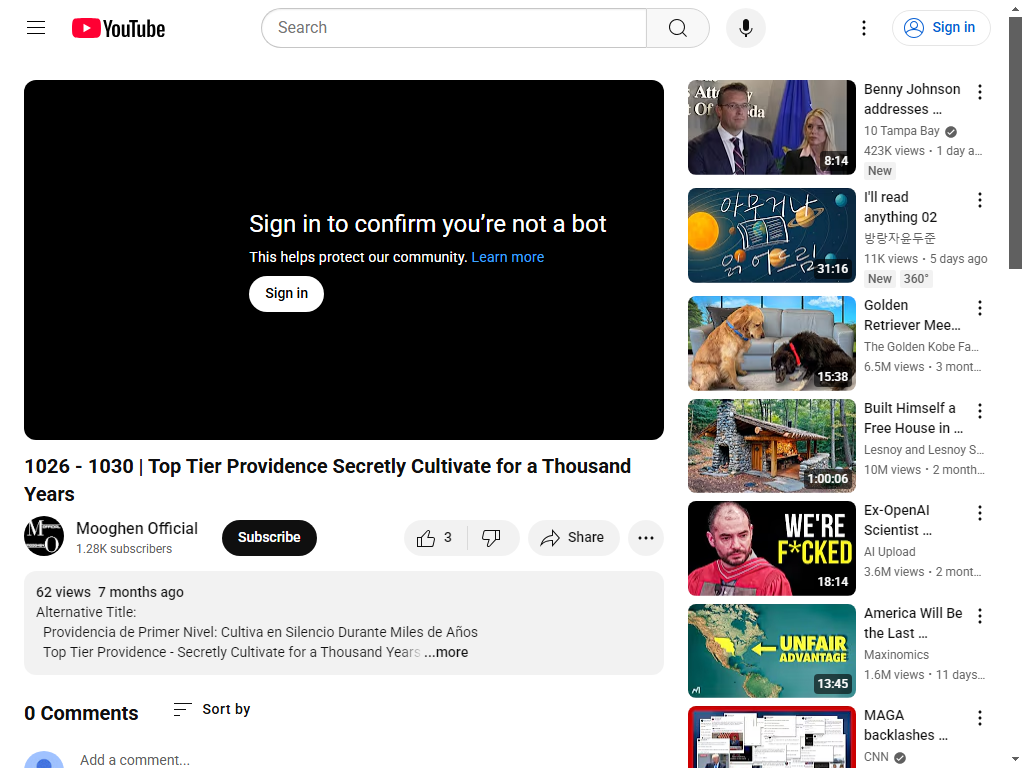 YouTube
Search
Sign in
Sign in to confirm you’re not a bot
This helps protect our community. Learn more
Sign in
1026 - 1030 | Top Tier Providence Secretly Cultivate for a Thousand
Years
Mooghen Official
1.28K subscribers
Subscribe
3
Share
62 views 7 months ago
Alternative Title:
Providencia de Primer Nivel: Cultiva en Silencio Durante Miles de Años
Top Tier Providence - Secretly Cultivate for a Thousand Years ...more
0 Comments
Sort by
Add a comment...
8:14
Benny Johnson
addresses …
10 Tampa Bay
423K views • 1 day a…
New
아무거나
읽어드림
31:16
I'll read
anything 02
방랑자윤두준
11K views • 5 days ago
New 360°
15:38
Golden
Retriever Mee…
The Golden Kobe Fa…
6.5M views • 3 mont…
1:00:06
Built Himself a
Free House in …
Lesnoy and Lesnoy S…
10M views • 2 month…
WE'RE
F*CKED
18:14
Ex-OpenAI
Scientist …
AI Upload
3.6M views • 2 mont…
UNFAIR
ADVANTAGE
13:45
America Will Be
the Last …
Maxinomics
1.6M views • 11 days…
MAGA
backlashes …
CNN